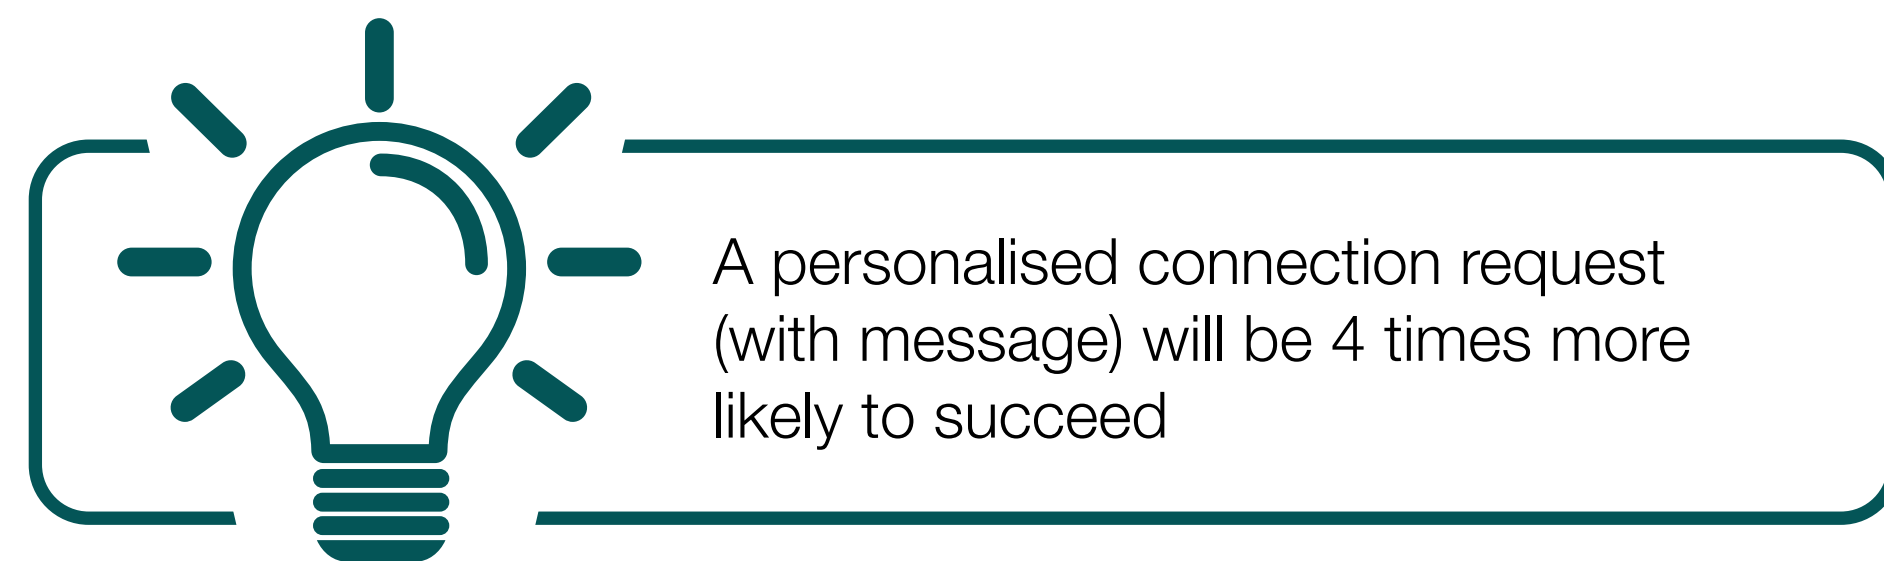 A personalised connection request
(with message) will be 4 times more
likely to succeed